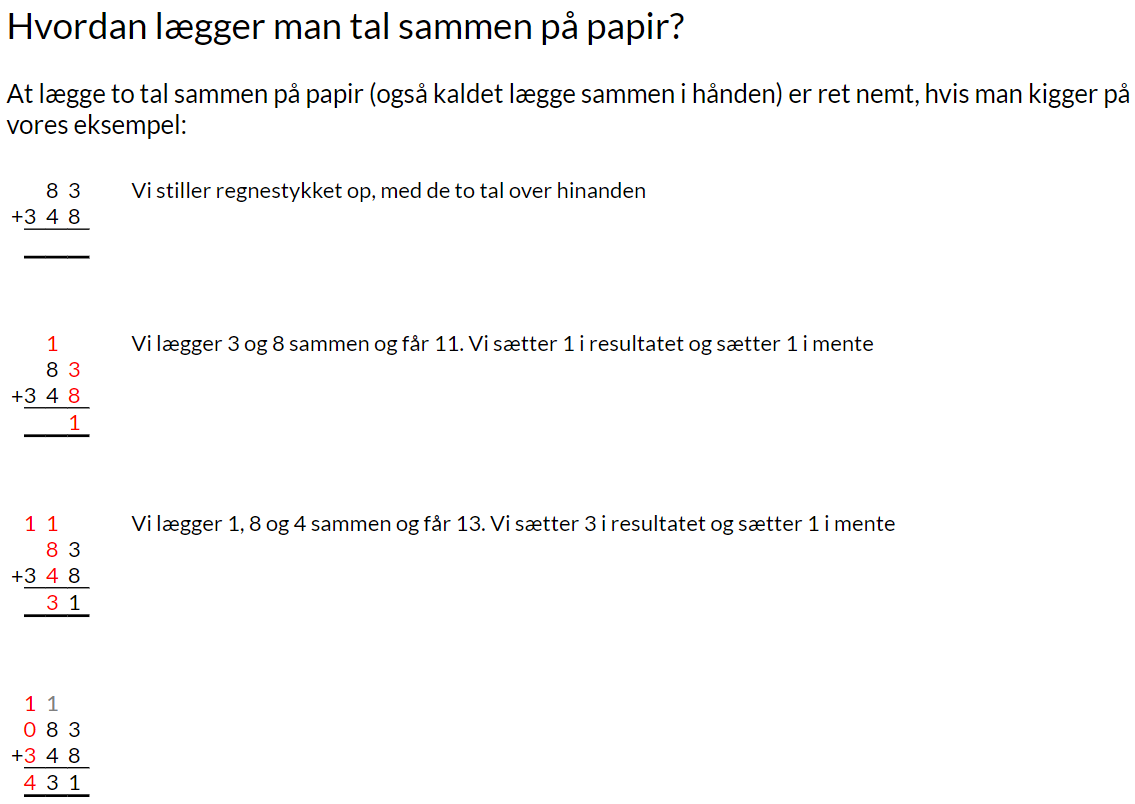 Hvordan lægger man tal sammen på papir?
At lægge to tal sammen på papir (også kaldet lægge sammen i hånden) er ret nemt, hvis man kigger på
vores eksempel:
8 3 Vi stiller regnestykket op, med de to tal over hinanden
+3 4 8
1 Vi lægger 3 og 8 sammen og får 11. Vi sætter 1 i resultatet og sætter 1 i mente
8 3
+3 4 8
1
1 1 Vi lægger 1, 8 og 4 sammen og får 13. Vi sætter 3 i resultatet og sætter 1 i mente
8 3
+3 4 8
3 1
1 1
0 8 3
+3 4 8
4 3 1